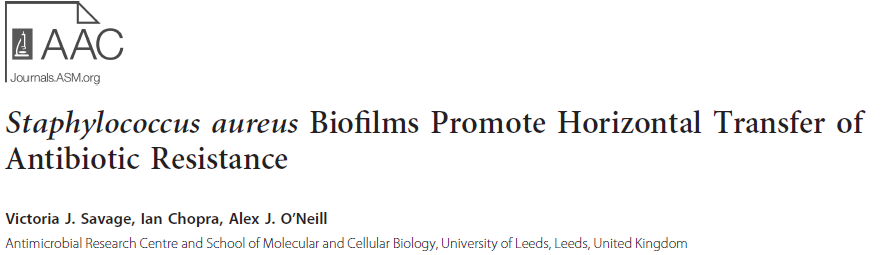 AAC
Journals.ASM.org
Staphylococcus aureus Biofilms Promote Horizontal Transfer of
Antibiotic Resistance
Victoria J. Savage, Ian Chopra, Alex J. O’Neill
Antimicrobial Research Centre and School of Molecular and Cellular Biology, University of Leeds, Leeds, United Kingdom